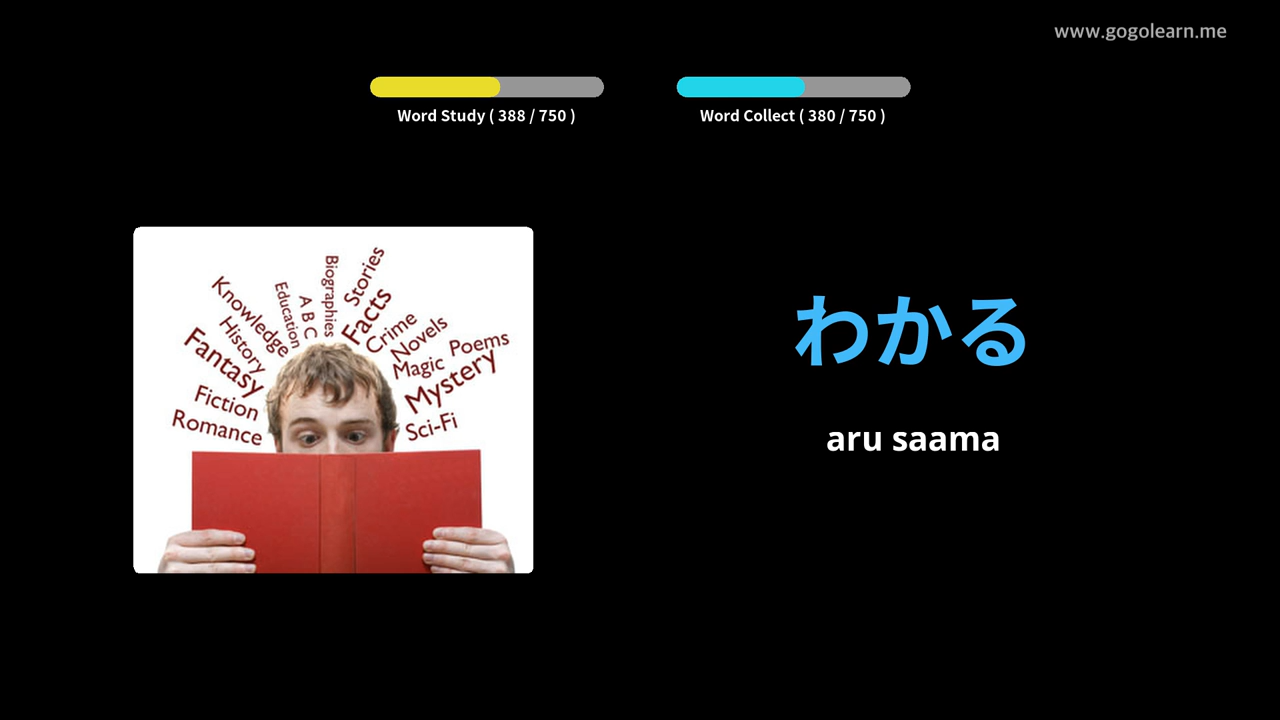 www.gogolearn.me
Word Study ( 388 / 750 )
Word Collect ( 380 / 750 )
Knowledge
Education
A B C
Biographies
Stories
Facts
Crime
Novels
Poems
Magic
Mystery
Sci-Fi
History
Fantasy
Fiction
Romance
わかる
aru saama